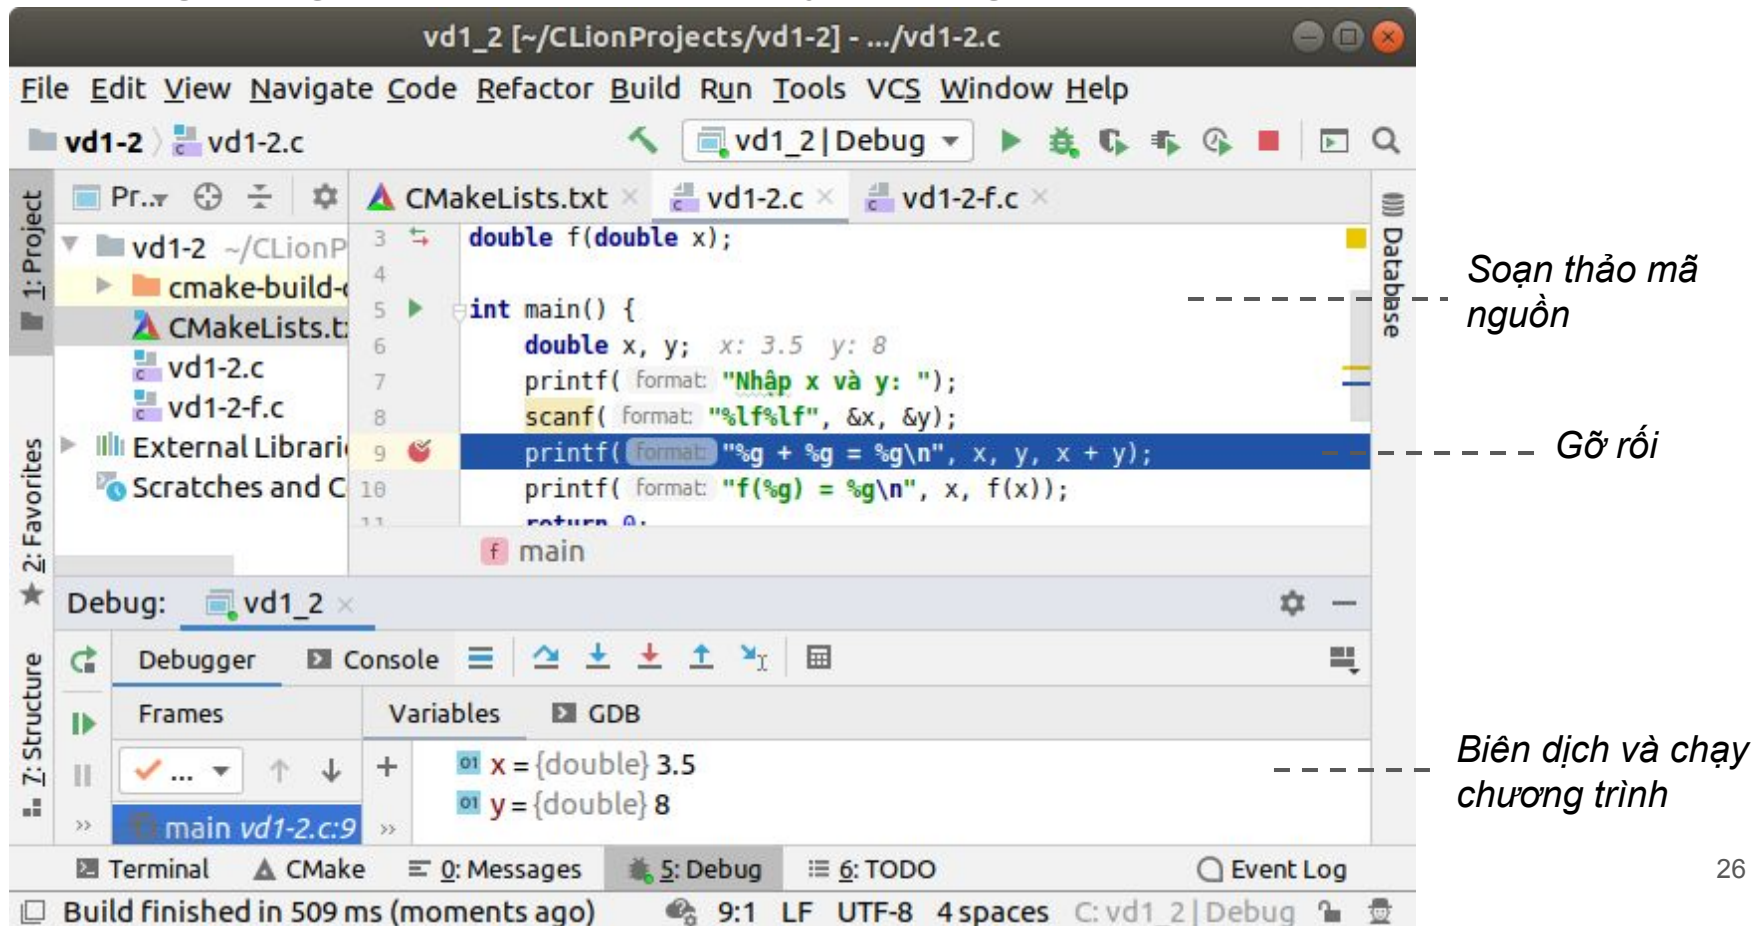 vd1_2 [~/CLionProjects/vd1-2] - .../vd1-2.c
File Edit View Navigate Code Refactor Build Run Tools VCS Window Help
vd1-2 vd1-2.c vd1_2 | Debug
1: Project
Pr... CMakeLists.txt vd1-2.c vd1-2-f.c
Database
vd1-2 ~/CLionP
cmake-build-
CMakeLists.t
vd1-2.c
vd1-2-f.c
External Librari
Scratches and C
3 double f(double x);
4
5 int main() {
6 double x, y; x: 3.5 y: 8
7 printf( format: "Nhập x và y: ");
8 scanf( format: "%lf%lf", &x, &y);
9 printf( format: "%g + %g = %g\n", x, y, x + y);
10 printf( format: "f(%g) = %g\n", x, f(x));
11 return 0;
f main
Soạn thảo mã
nguồn
Gỡ rối
2: Favorites
Debug: vd1_2
7: Structure
Debugger Console
Frames Variables GDB
...
01 x = {double} 3.5
01 y = {double} 8
main vd1-2.c:9
Biên dịch và chạy
chương trình
Terminal CMake 0: Messages 5: Debug 6: TODO Event Log
26
Build finished in 509 ms (moments ago) 9:1 LF UTF-8 4 spaces C: vd1_2 | Debug